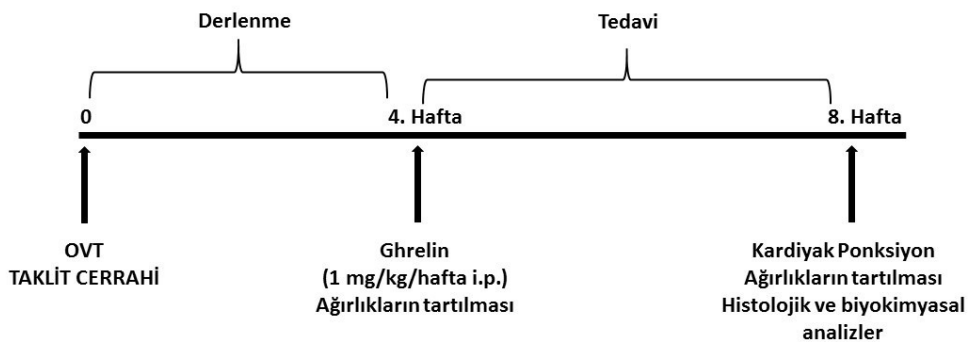 Derlenme
Tedavi
0
4. Hafta
8. Hafta
OVT
TAKLİT CERRAHİ
Ghrelin
(1 mg/kg/hafta i.p.)
Ağırlıkların tartılması
Kardiyak Ponksiyon
Ağırlıkların tartılması
Histolojik ve biyokimyasal
analizler